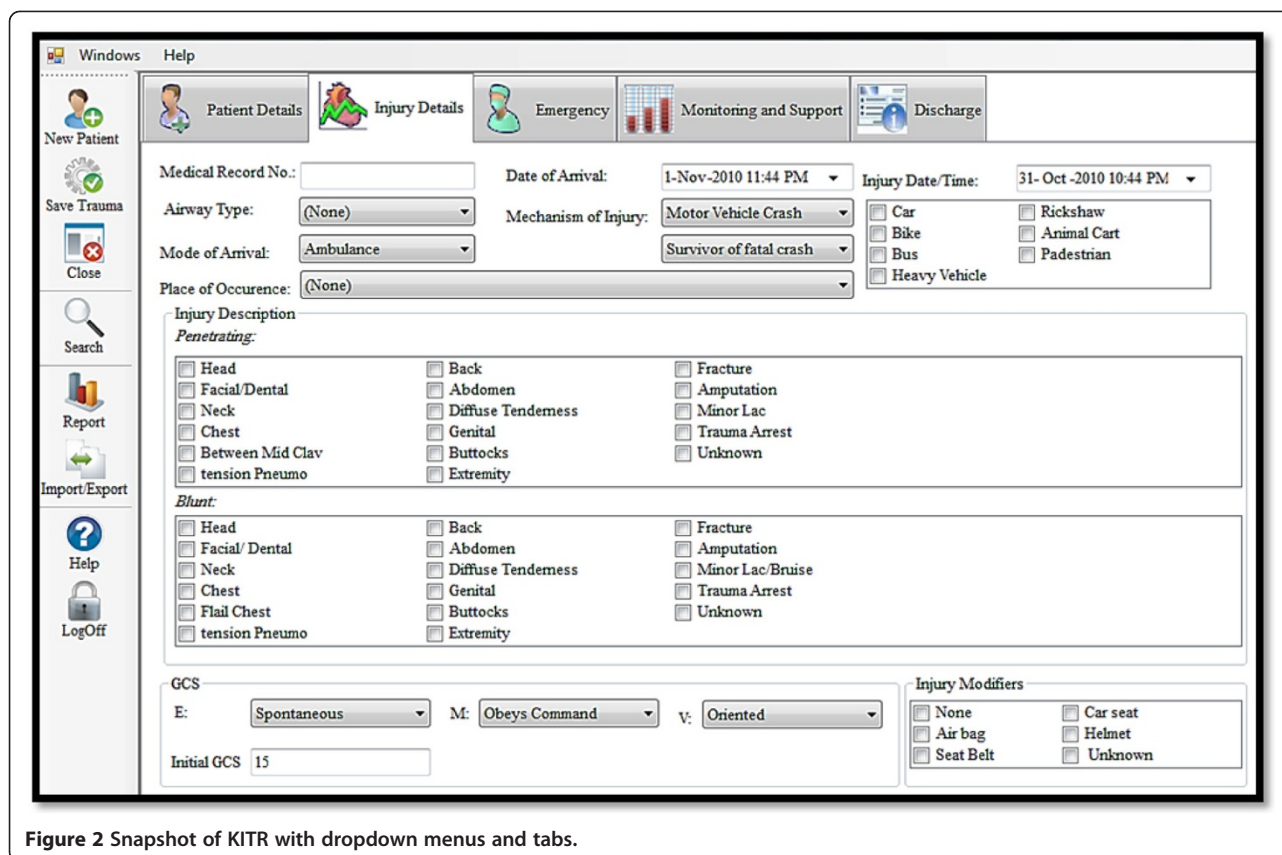 Windows Help
New Patient
Save Trauma
Close
Search
Report
Import/Export
Help
LogOff
Patient Details Injury Details Emergency Monitoring and Support Discharge
Medical Record No.: Date of Arrival: 1-Nov-2010 11:44 PM Injury Date/Time: 31- Oct -2010 10:44 PM
Airway Type: (None) Mechanism of Injury: Motor Vehicle Crash
Mode of Arrival: Ambulance Survivor of fatal crash
Place of Occurence: (None)
Car Rickshaw
Bike Animal Cart
Bus Padestrian
Heavy Vehicle
Injury Description
Penetrating:
Head Back Fracture
Facial/Dental Abdomen Amputation
Neck Diffuse Tenderness Minor Lac
Chest Genital Trauma Arrest
Between Mid Clav Buttocks Unknown
tension Pneumo Extremity
Blunt:
Head Back Fracture
Facial/ Dental Abdomen Amputation
Neck Diffuse Tenderness Minor Lac/Bruise
Chest Genital Trauma Arrest
Flail Chest Buttocks Unknown
tension Pneumo Extremity
GCS
E: Spontaneous M: Obeys Command V: Oriented
Initial GCS 15
Injury Modifiers
None Car seat
Air bag Helmet
Seat Belt Unknown
Figure 2 Snapshot of KITR with dropdown menus and tabs.